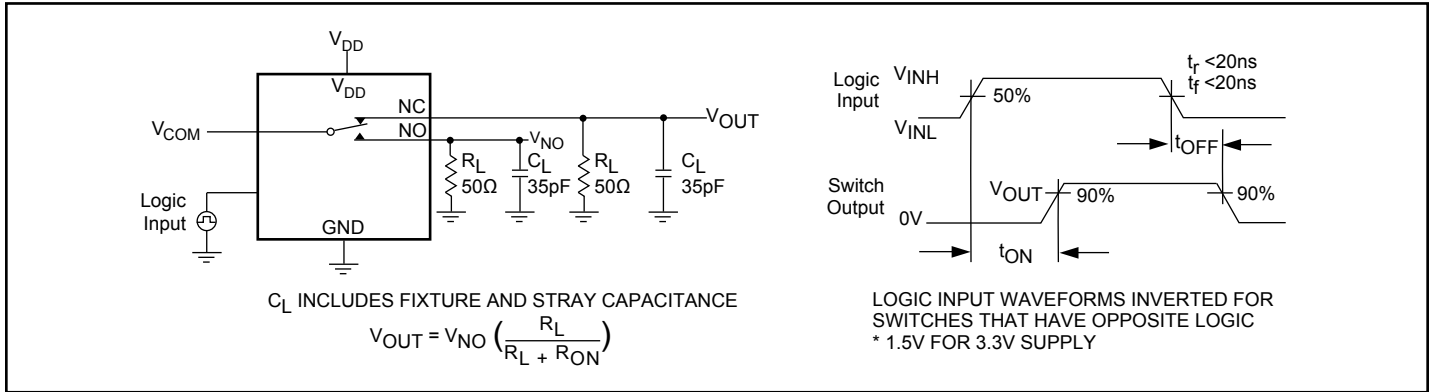 VDD
VDD
NC
NO
VCOM
VOUT
VNO
RL
50Ω
CL
35pF
RL
50Ω
CL
35pF
Logic
Input
GND
CL INCLUDES FIXTURE AND STRAY CAPACITANCE
VOUT = VNO ( RL / RL + RON )
Logic
Input
VINH
VINL
50%
tr <20ns
tf <20ns
tOFF
Switch
Output
VOUT
0V
90%
90%
tON
LOGIC INPUT WAVEFORMS INVERTED FOR
SWITCHES THAT HAVE OPPOSITE LOGIC
* 1.5V FOR 3.3V SUPPLY